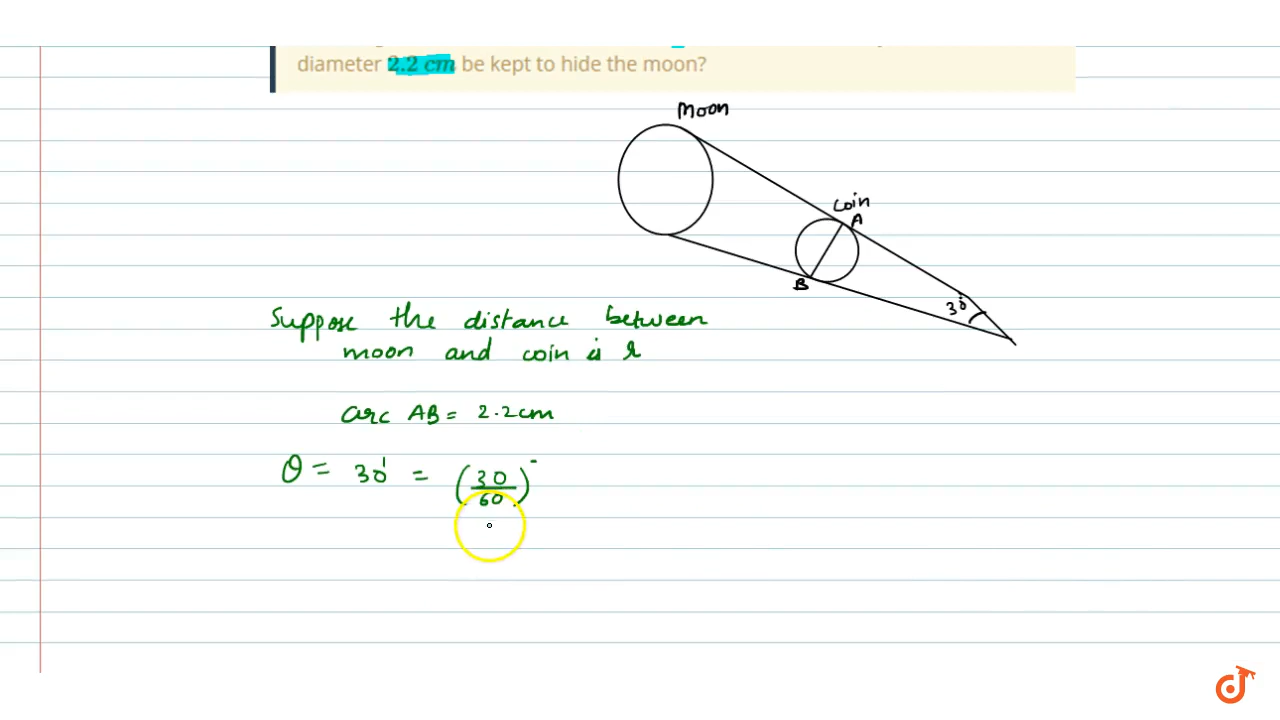 diameter 2.2 cm be kept to hide the moon?
Moon
Coin
A
B
30'
Suppose the distance between
moon and coin is r
arc AB = 2.2cm
θ = 30' = (30/60)